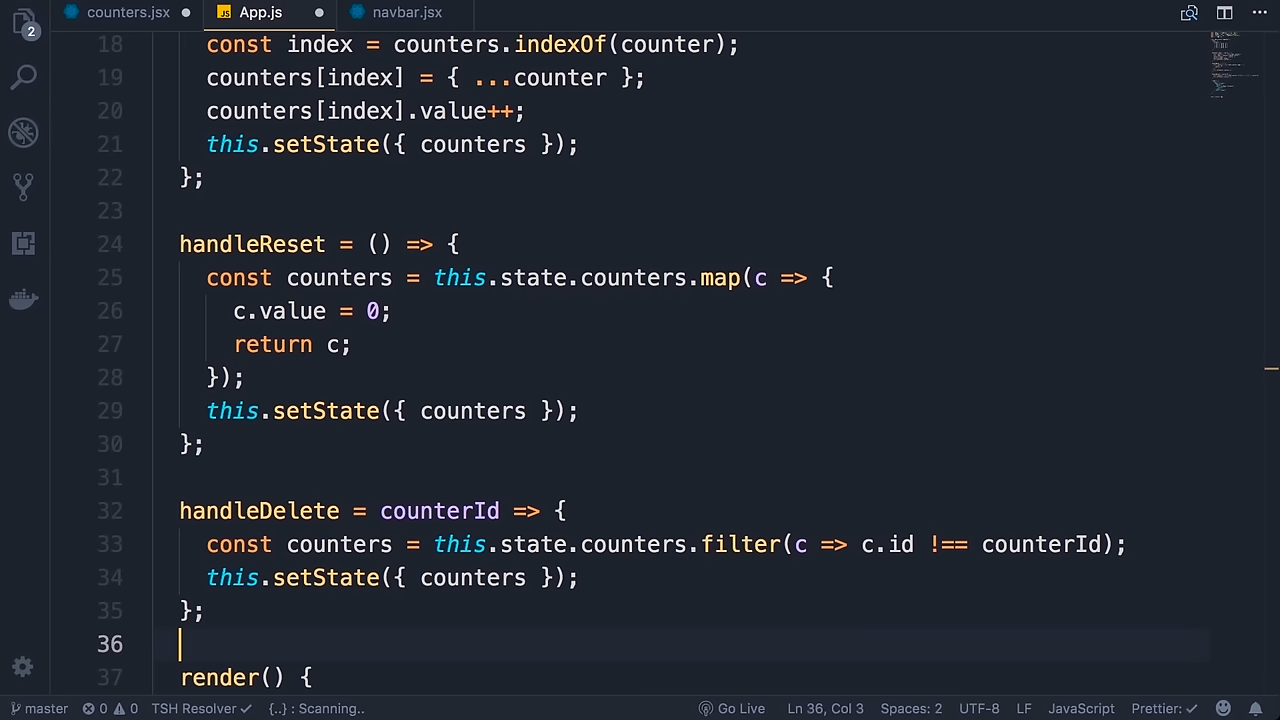 counters.jsx
App.js
navbar.jsx
2
18 const index = counters.indexOf(counter);
19 counters[index] = { ...counter };
20 counters[index].value++;
21 this.setState({ counters });
22 };
23
24 handleReset = () => {
25 const counters = this.state.counters.map(c => {
26 c.value = 0;
27 return c;
28 });
29 this.setState({ counters });
30 };
31
32 handleDelete = counterId => {
33 const counters = this.state.counters.filter(c => c.id !== counterId);
34 this.setState({ counters });
35 };
36
37 render() {
master 0 0 TSH Resolver {..} : Scanning.. Go Live Ln 36, Col 3 Spaces: 2 UTF-8 LF JavaScript Prettier: